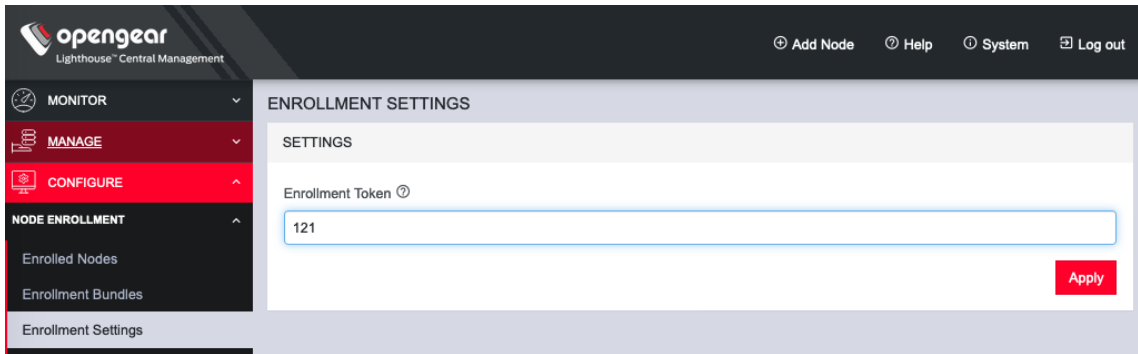 opengear
Lighthouse™ Central Management
Add Node
Help
System
Log out
MONITOR
MANAGE
CONFIGURE
NODE ENROLLMENT
Enrolled Nodes
Enrollment Bundles
Enrollment Settings
ENROLLMENT SETTINGS
SETTINGS
Enrollment Token
121
Apply